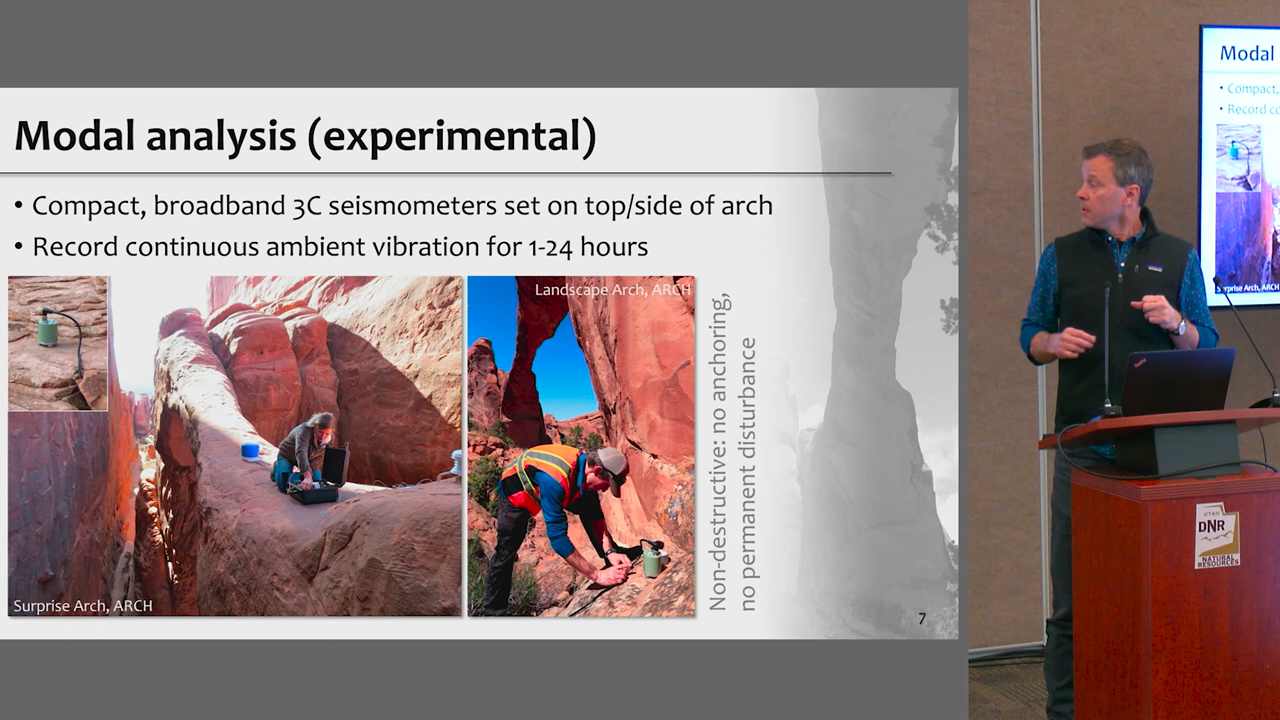 Modal analysis (experimental)
• Compact, broadband 3C seismometers set on top/side of arch
• Record continuous ambient vibration for 1-24 hours
Landscape Arch, ARCH
Surprise Arch, ARCH
Non-destructive: no anchoring,
no permanent disturbance
7
Modal
• Compact,
• Record co
rprise Arch, ARCH
UTAH
DNR
NATURAL
RESOURCES